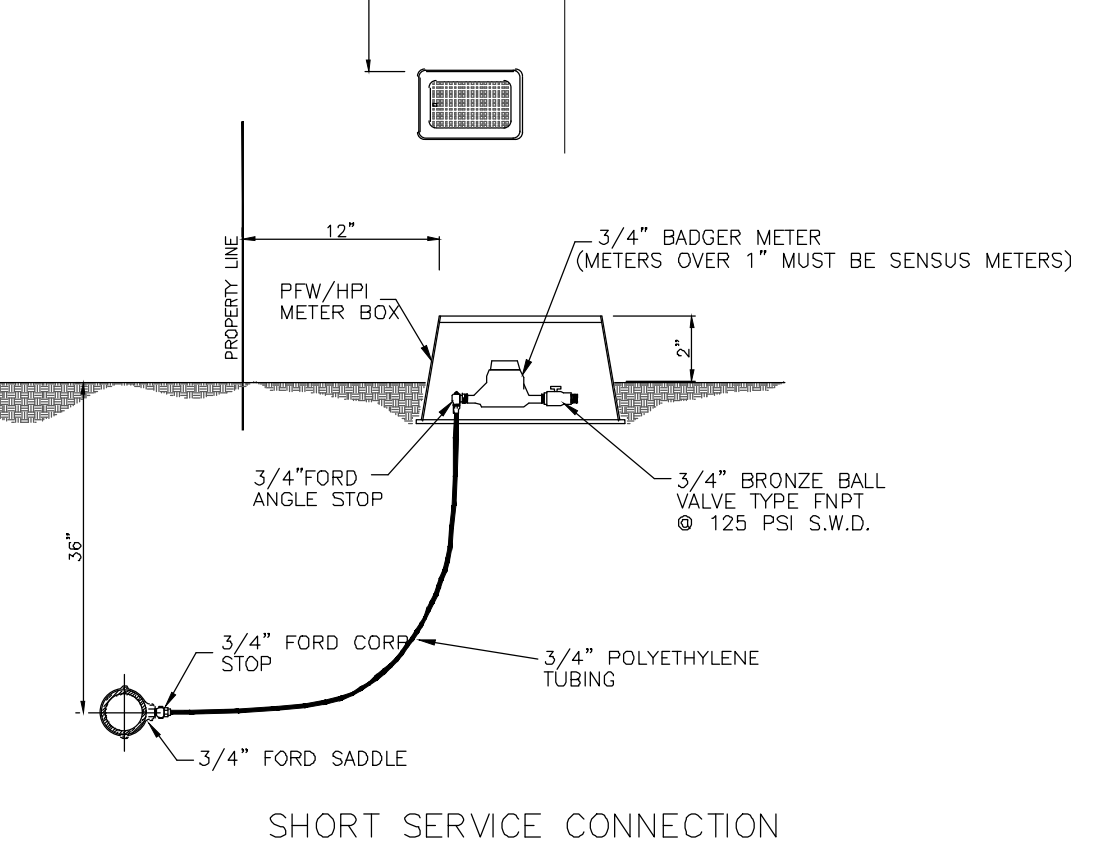 12"
3/4" BADGER METER
(METERS OVER 1" MUST BE SENSUS METERS)
PROPERTY LINE
PFW/HPI
METER BOX
2"
3/4"FORD
ANGLE STOP
3/4" BRONZE BALL
VALVE TYPE FNPT
@ 125 PSI S.W.D.
36"
3/4" FORD CORP
STOP
3/4" POLYETHYLENE
TUBING
3/4" FORD SADDLE
SHORT SERVICE CONNECTION